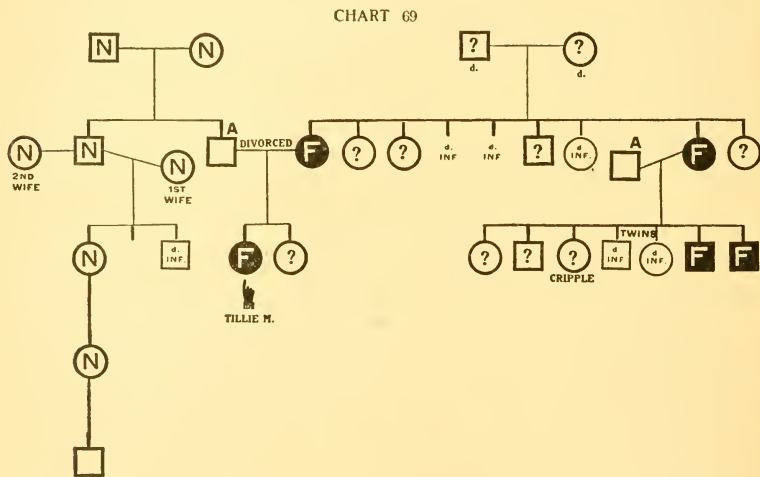 CHART 69
N N ? ?
d. d.
A
N N DIVORCED F ? ? d. INF d. INF ? d INF. A F ?
2ND WIFE
N
1ST WIFE
TWINS
N d. INF. F ? ? ? ? d INF d INF. F F
CRIPPLE
TILLIE M.
N